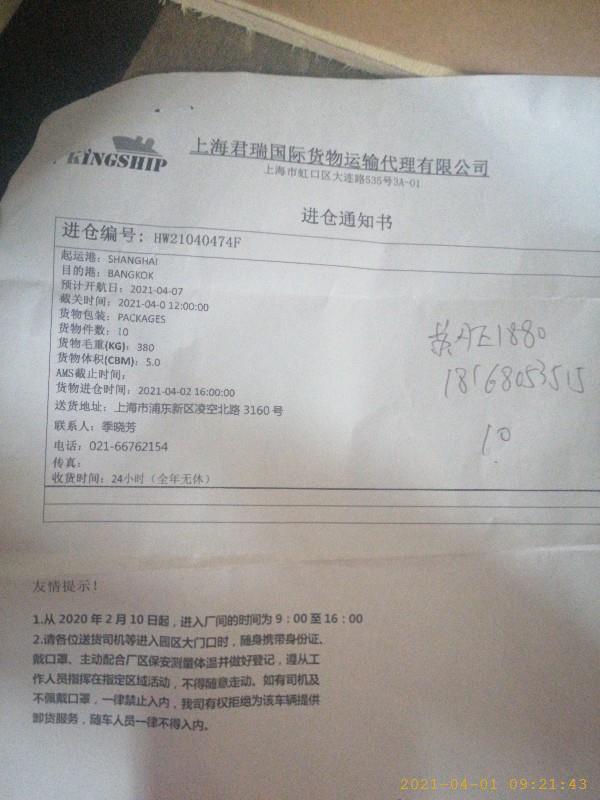 KINGSHIP
上海君瑞国际货物运输代理有限公司
上海市虹口区大连路535号3A-01
进仓通知书
进仓编号: HW21040474F
起运港: SHANGHAI
目的港: BANGKOK
预计开航日: 2021-04-07
截关时间: 2021-04-0 12:00:00
货物包装: PACKAGES
货物件数: 10
货物毛重(KG): 380
货物体积(CBM): 5.0
AMS截止时间:
货物进仓时间: 2021-04-02 16:00:00
送货地址: 上海市浦东新区凌空北路 3160 号
联系人: 季晓芳
电话: 021-66762154
传真:
收货时间: 24小时（全年无休）
AE1880
18168053515
10
友情提示！
1.从 2020 年 2 月 10日起，进入厂间的时间为 9：00 至 16：00
2.请各位送货司机等进入园区大门口时，随身携带身份证、
戴口罩、主动配合厂区保安测量体温并做好登记，遵从工
作人员指挥在指定区域活动，不得随意走动。如有司机及
不佩戴口罩，一律禁止入内，我司有权拒绝为该车辆提供
卸货服务，随车人员一律不得入内。
2021-04-01 09:21:43